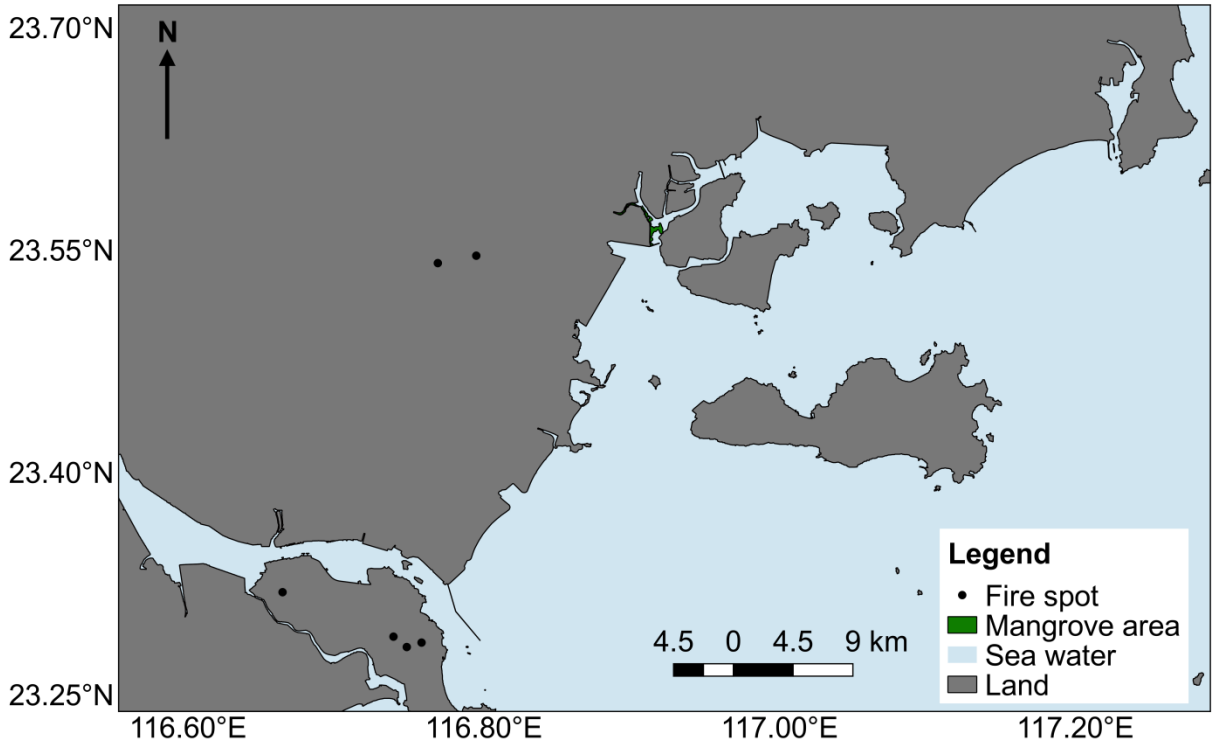 23.70°N
N
23.55°N
23.40°N
Legend
Fire spot
4.5 0 4.5 9 km
Mangrove area
Sea water
Land
23.25°N
116.60°E 116.80°E 117.00°E 117.20°E